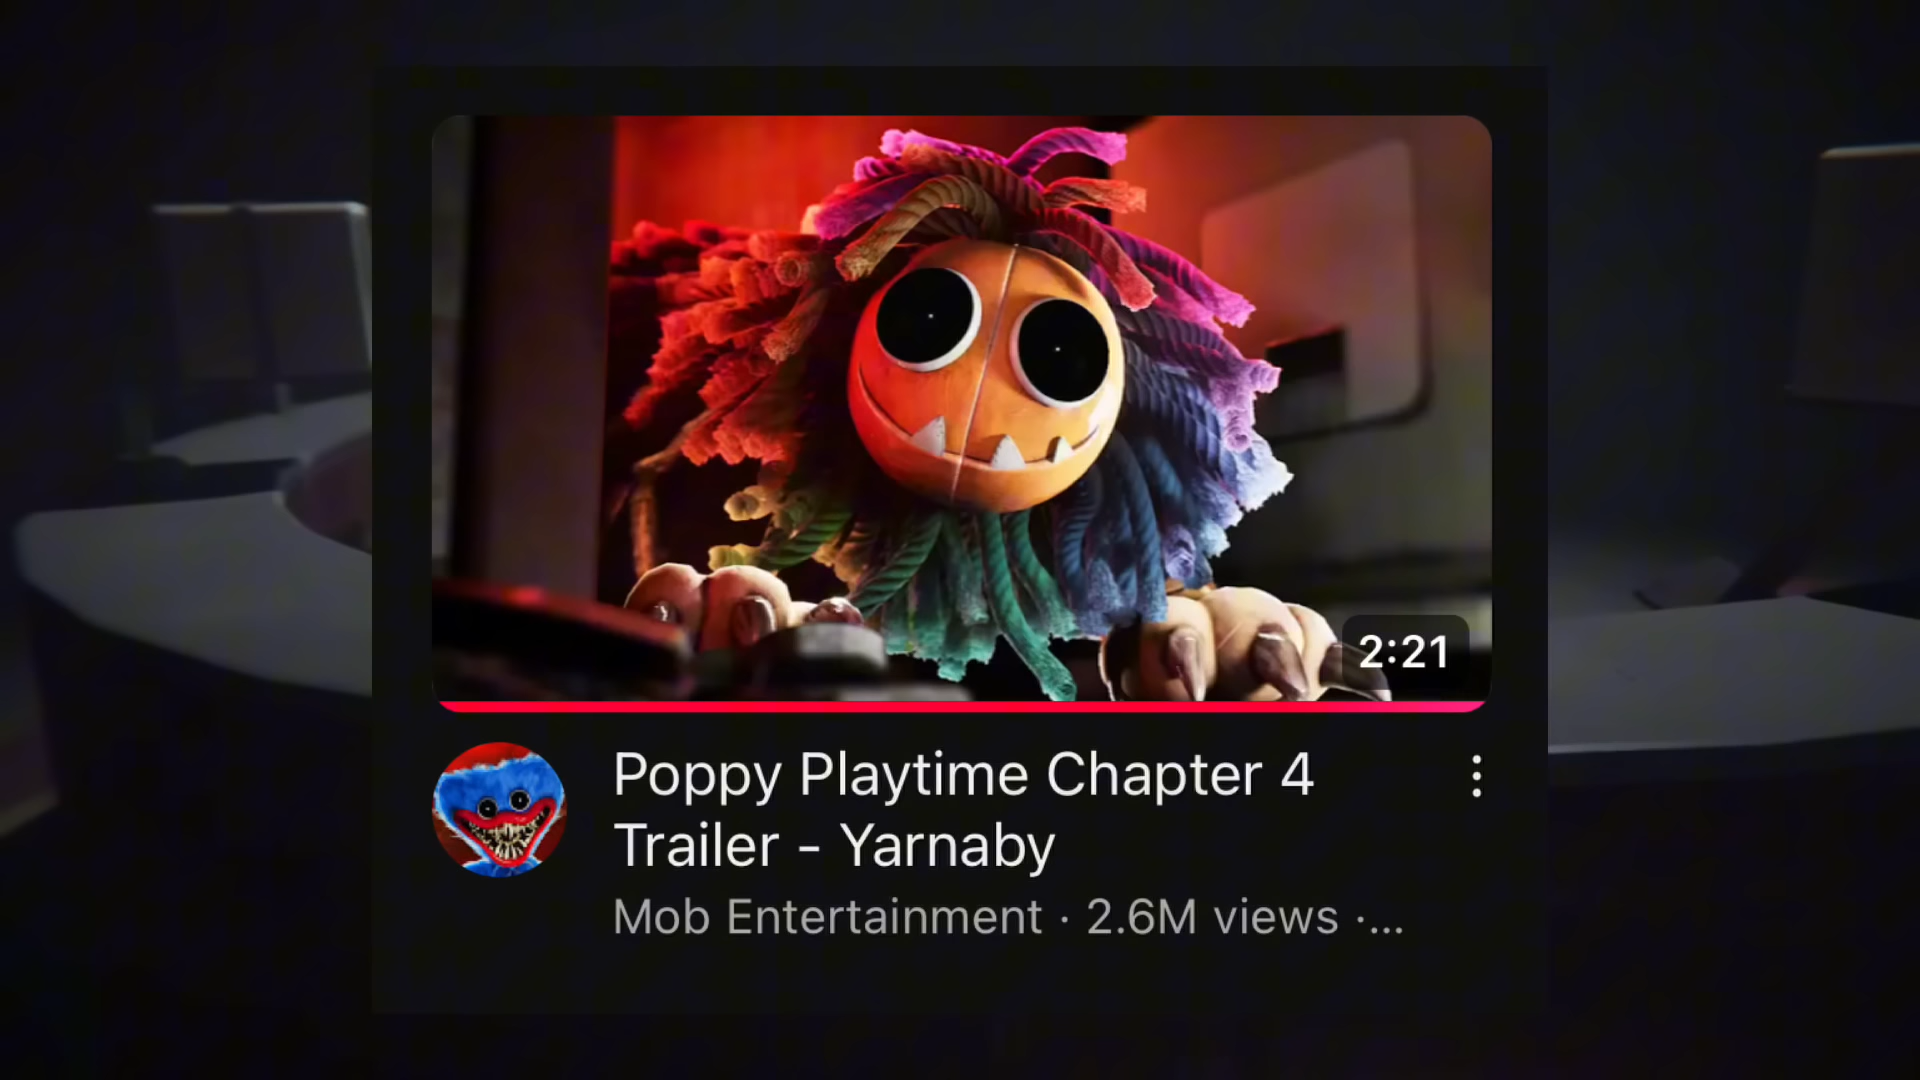 2:21
Poppy Playtime Chapter 4
Trailer - Yarnaby
Mob Entertainment · 2.6M views ·...